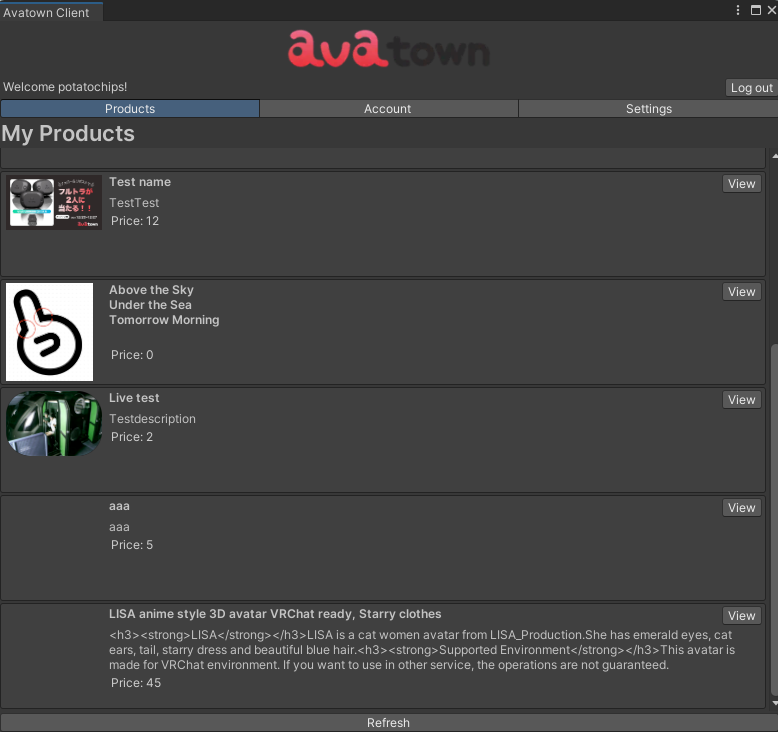 Avatown Client
avatown
Welcome potatochips!
Log out
Products
Account
Settings
My Products
フルトラが
2人に
当たる!!
avatown
Test name
View
TestTest
Price: 12
Above the Sky
View
Under the Sea
Tomorrow Morning
Price: 0
Live test
View
Testdescription
Price: 2
aaa
View
aaa
Price: 5
LISA anime style 3D avatar VRChat ready, Starry clothes
View
<h3><strong>LISA</strong></h3>LISA is a cat women avatar from LISA_Production.She has emerald eyes, cat
ears, tail, starry dress and beautiful blue hair.<h3><strong>Supported Environment</strong></h3>This avatar is
made for VRChat environment. If you want to use in other service, the operations are not guaranteed.
Price: 45
Refresh